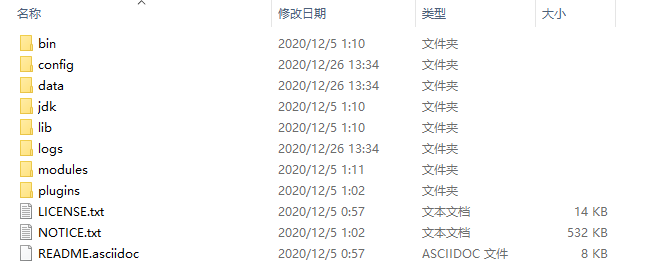 名称 修改日期 类型 大小
bin 2020/12/5 1:10 文件夹
config 2020/12/26 13:34 文件夹
data 2020/12/26 13:34 文件夹
jdk 2020/12/5 1:10 文件夹
lib 2020/12/5 1:10 文件夹
logs 2020/12/26 13:34 文件夹
modules 2020/12/5 1:11 文件夹
plugins 2020/12/5 1:02 文件夹
LICENSE.txt 2020/12/5 0:57 文本文档 14 KB
NOTICE.txt 2020/12/5 1:02 文本文档 532 KB
README.asciidoc 2020/12/5 0:57 ASCIIDOC 文件 8 KB